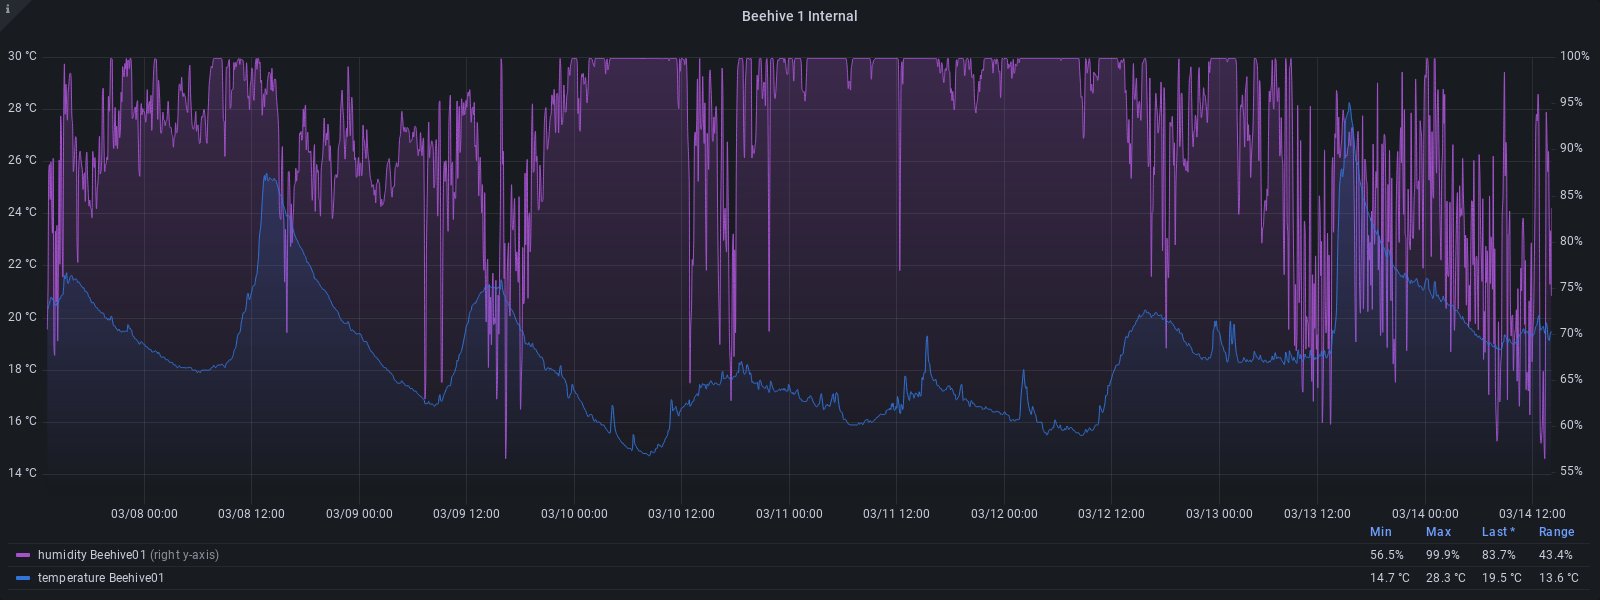 i
Beehive 1 Internal
30 °C 100%
28 °C 95%
26 °C 90%
24 °C 85%
22 °C 80%
20 °C 75%
18 °C 70%
16 °C 65%
14 °C 60%
55%
03/08 00:00 03/08 12:00 03/09 00:00 03/09 12:00 03/10 00:00 03/10 12:00 03/11 00:00 03/11 12:00 03/12 00:00 03/12 12:00 03/13 00:00 03/13 12:00 03/14 00:00 03/14 12:00
Min Max Last * Range
humidity Beehive01 (right y-axis) 56.5% 99.9% 83.7% 43.4%
temperature Beehive01 14.7 °C 28.3 °C 19.5 °C 13.6 °C